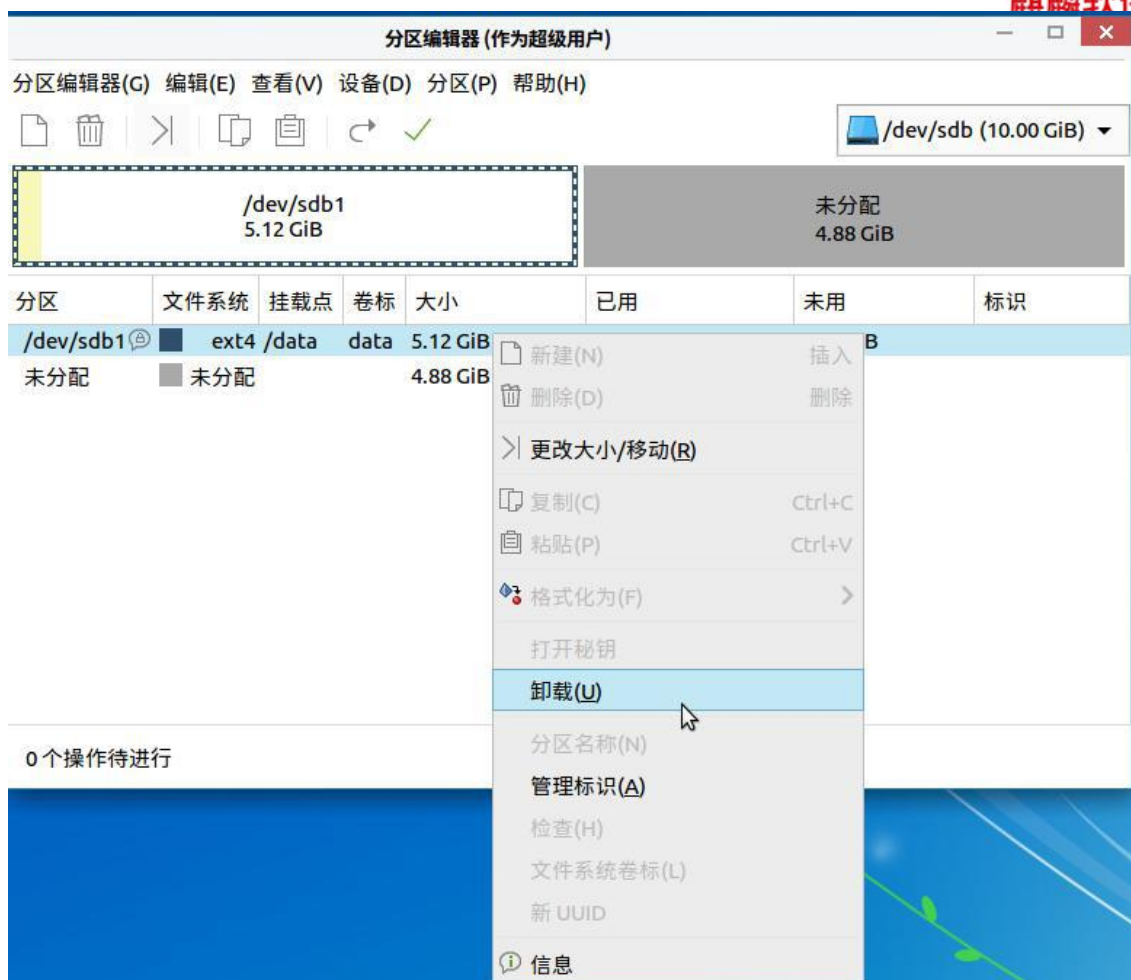 分区编辑器 (作为超级用户)
分区编辑器(G) 编辑(E) 查看(V) 设备(D) 分区(P) 帮助(H)
/dev/sdb (10.00 GiB)
/dev/sdb1
5.12 GiB
未分配
4.88 GiB
分区 文件系统 挂载点 卷标 大小 已用 未用 标识
/dev/sdb1 ext4 /data data 5.12 GiB B
未分配 未分配 4.88 GiB
新建(N) 插入
删除(D) 删除
更改大小/移动(R)
复制(C) Ctrl+C
粘贴(P) Ctrl+V
格式化为(F)
打开秘钥
卸载(U)
分区名称(N)
管理标识(A)
检查(H)
文件系统卷标(L)
新 UUID
信息
0个操作待进行